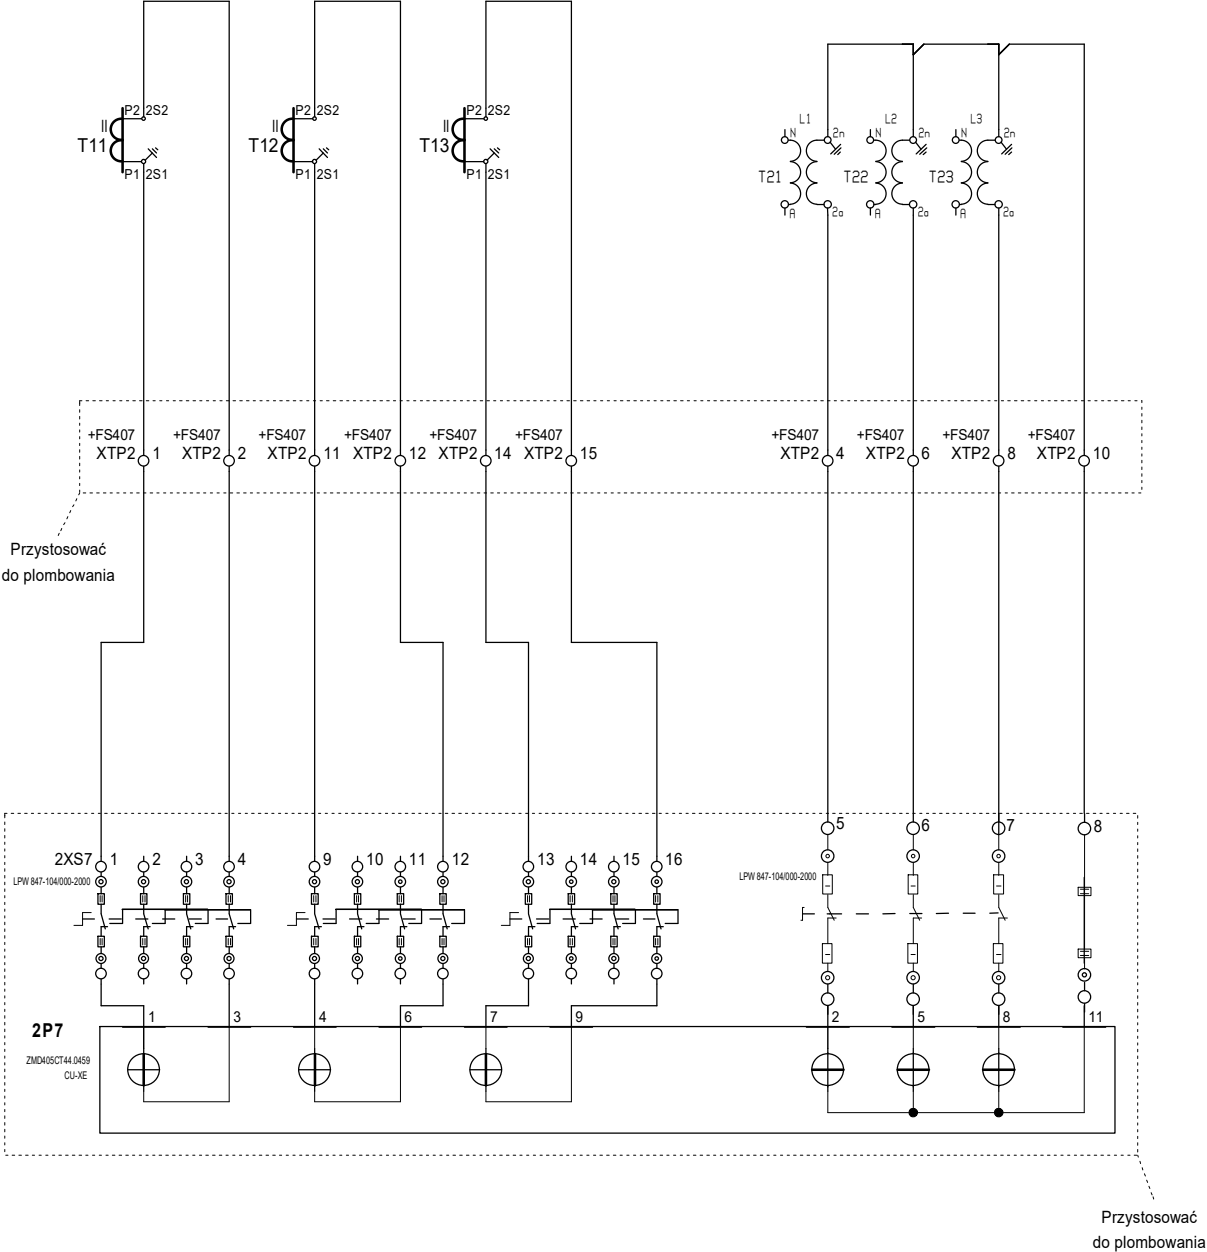 P2 2S2 P2 2S2 P2 2S2
L1 L2 L3
N 2n N 2n N 2n
II II II
T11 T12 T13
P1 2S1 P1 2S1 P1 2S1
T21 T22 T23
A 2a A 2a A 2a
+FS407 +FS407 +FS407 +FS407 +FS407 +FS407 +FS407 +FS407 +FS407 +FS407
XTP2 1 XTP2 2 XTP2 11 XTP2 12 XTP2 14 XTP2 15 XTP2 4 XTP2 6 XTP2 8 XTP2 10
Przystosować
do plombowania
5 6 7 8
2XS7 1 2 3 4 9 10 11 12 13 14 15 16
LPW 847-104/000-2000
LPW 847-104/000-2000
1 3 4 6 7 9 2 5 8 11
2P7
ZMD405CT44.0459
CU-XE
Przystosować
do plombowania